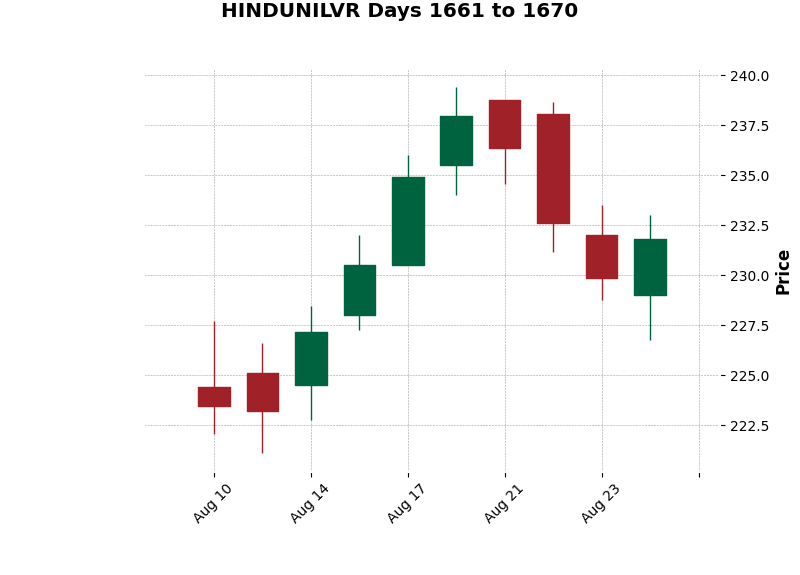 HINDUNILVR Days 1661 to 1670
240.0
237.5
235.0
232.5
230.0
227.5
225.0
222.5
Price
Aug 10
Aug 14
Aug 17
Aug 21
Aug 23